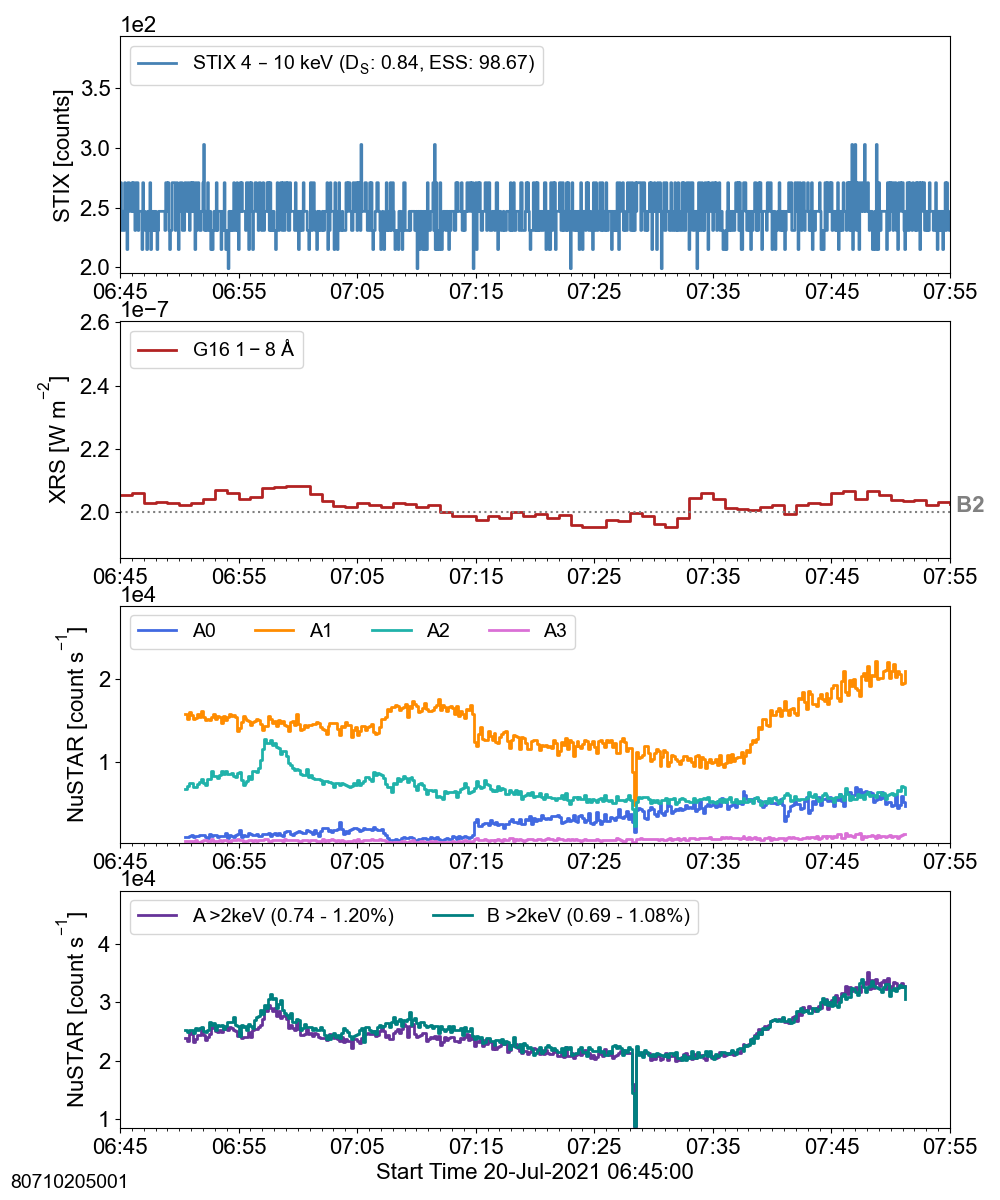 1e2
STIX 4 – 10 keV (DS: 0.84, ESS: 98.67)
STIX [counts]
3.5
3.0
2.5
2.0
06:45 06:55 07:05 07:15 07:25 07:35 07:45 07:55
1e−7
G16 1 − 8 Å
XRS [W m−2]
2.6
2.4
2.2
2.0
B2
06:45 06:55 07:05 07:15 07:25 07:35 07:45 07:55
1e4
A0 A1 A2 A3
NuSTAR [count s−1]
2
1
06:45 06:55 07:05 07:15 07:25 07:35 07:45 07:55
1e4
A >2keV (0.74 - 1.20%) B >2keV (0.69 - 1.08%)
NuSTAR [count s−1]
4
3
2
1
06:45 06:55 07:05 07:15 07:25 07:35 07:45 07:55
Start Time 20-Jul-2021 06:45:00
80710205001